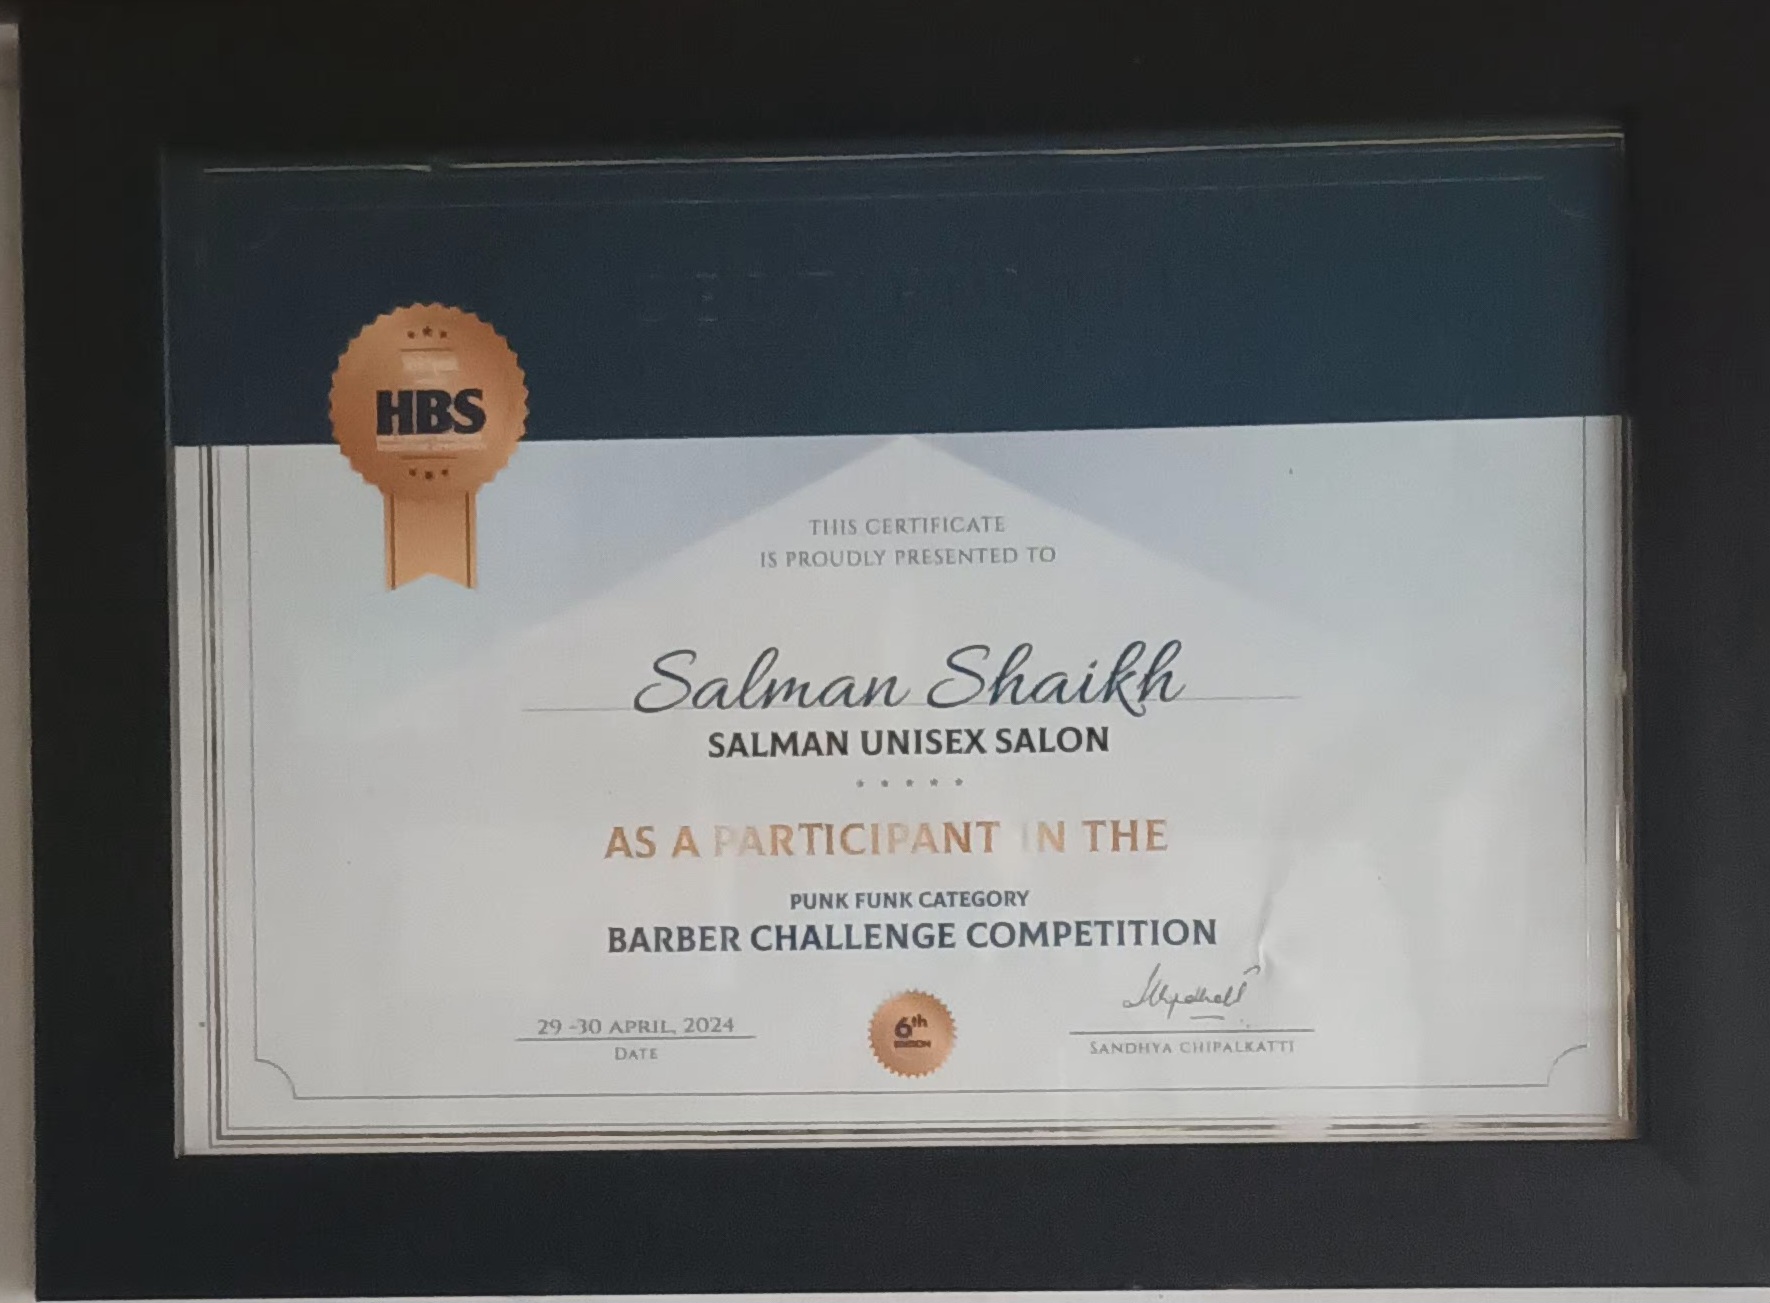 HBS
THIS CERTIFICATE
IS PROUDLY PRESENTED TO
Salman Shaikh
SALMAN UNISEX SALON
AS A PARTICIPANT IN THE
PUNK FUNK CATEGORY
BARBER CHALLENGE COMPETITION
29 -30 APRIL, 2024
DATE
6th
EDITION
SANDHYA CHIPALKATTI